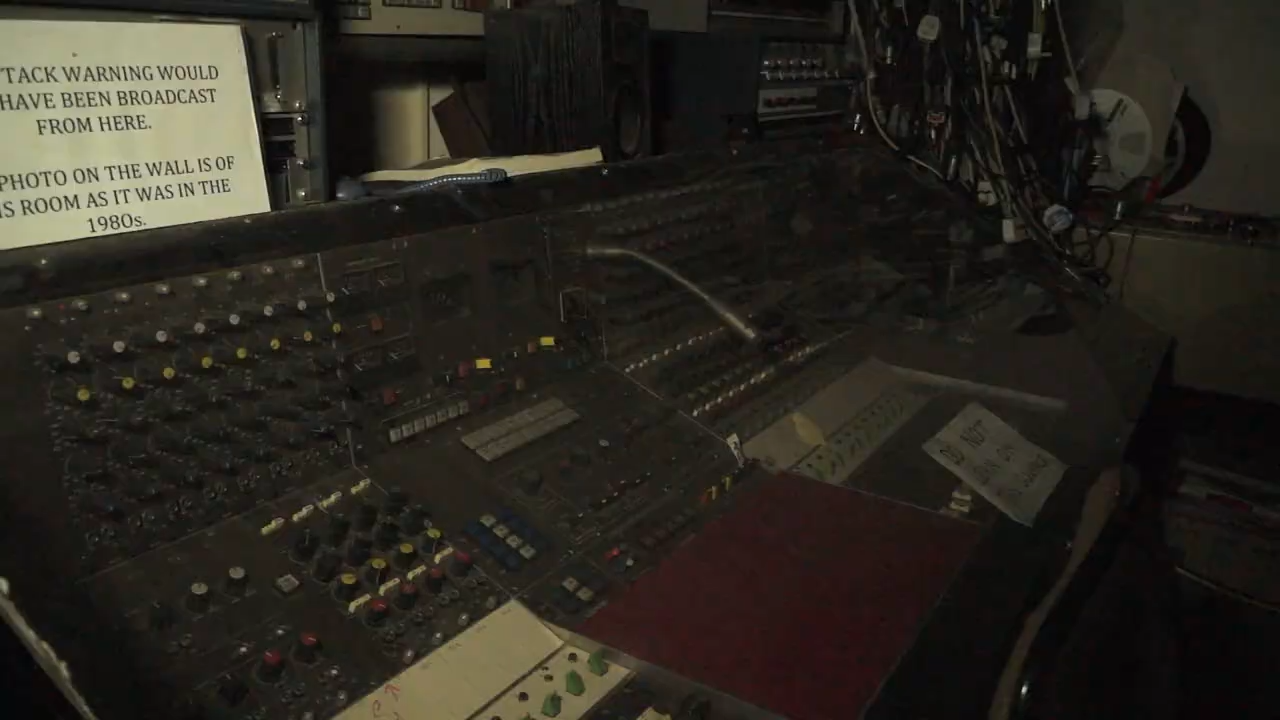 TACK WARNING WOULD
HAVE BEEN BROADCAST
FROM HERE.
PHOTO ON THE WALL IS OF
S ROOM AS IT WAS IN THE
1980s.
DO NOT